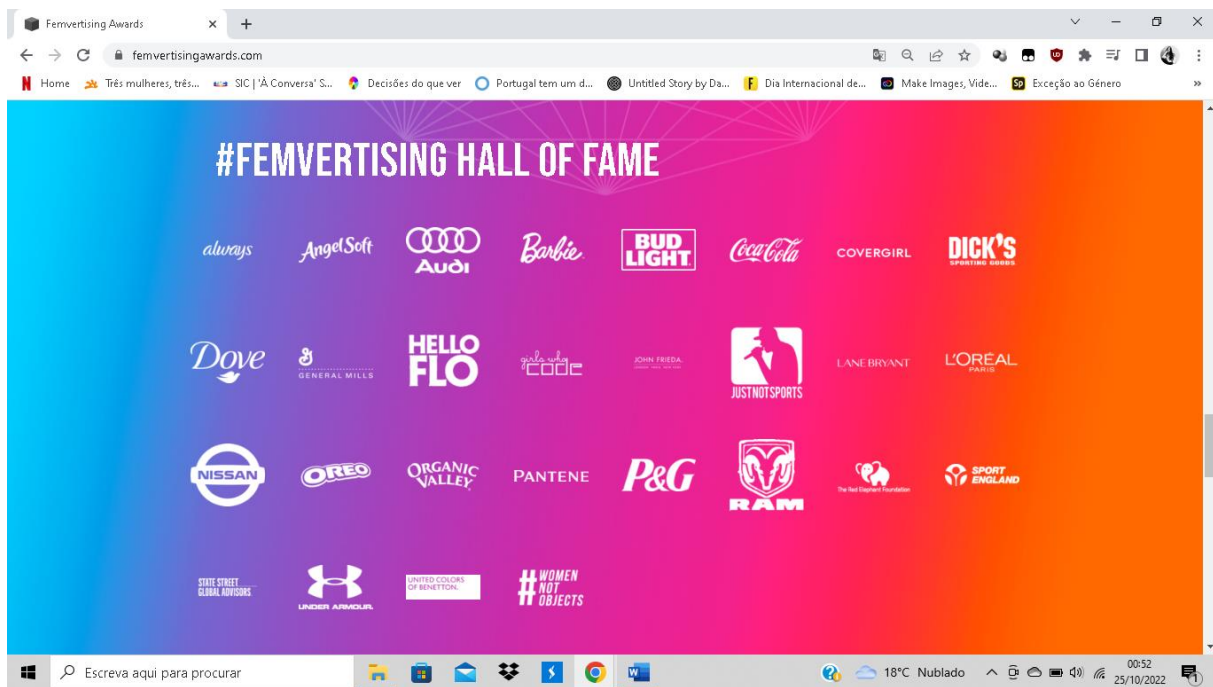 Femvertising Awards
femvertisingawards.com
Home Três mulheres, três... SIC | 'À Conversa' S... Decisões do que ver Portugal tem um d... Untitled Story by Da... Dia Internacional de... Make Images, Vide... Exceção ao Género
#FEMVERTISING HALL OF FAME
always Angel Soft Audi Barbie BUD LIGHT Coca-Cola COVERGIRL DICK'S SPORTING GOODS
Dove GENERAL MILLS HELLO FLO girls who CODE JOHN FRIEDA JUST NOT SPORTS LANE BRYANT L'ORÉAL PARIS
NISSAN OREO ORGANIC VALLEY PANTENE P&G RAM The Red Elephant Foundation SPORT ENGLAND
STATE STREET GLOBAL ADVISORS UNDER ARMOUR UNITED COLORS OF BENETTON. #WOMEN NOT OBJECTS
Escreva aqui para procurar 18°C Nublado 00:52
25/10/2022